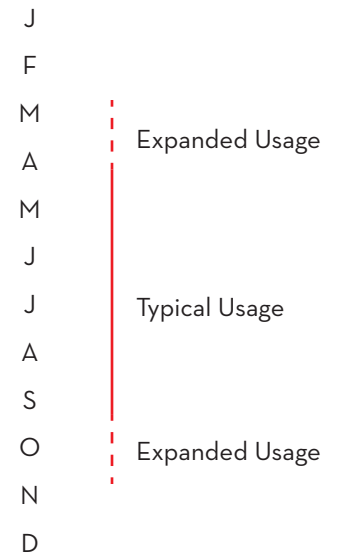 J
F
M
Expanded Usage
A
M
J
J
Typical Usage
A
S
O
Expanded Usage
N
D